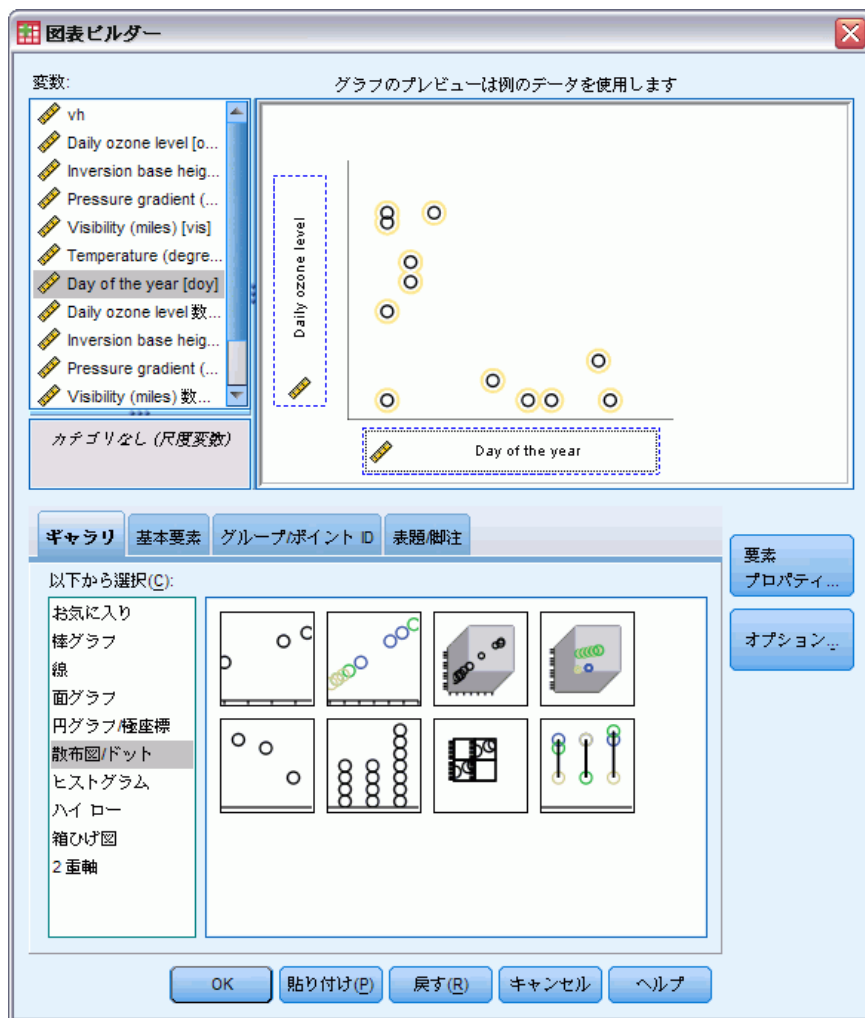 図表ビルダー
変数:
グラフのプレビューは例のデータを使用します
vh
Daily ozone level [o...
Inversion base heig...
Pressure gradient (...
Visibility (miles) [vis]
Temperature (degre...
Day of the year [doy]
Daily ozone level 数...
Inversion base heig...
Pressure gradient (...
Visibility (miles) 数...
カテゴリなし (尺度変数)
Daily ozone level
Day of the year
ギャラリ
基本要素
グループ/ポイント ID
表題/脚注
以下から選択(C):
お気に入り
棒グラフ
線
面グラフ
円グラフ/極座標
散布図/ドット
ヒストグラム
ハイ ロー
箱ひげ図
2 重軸
要素
プロパティ...
オプション...
OK
貼り付け(P)
戻す(R)
キャンセル
ヘルプ